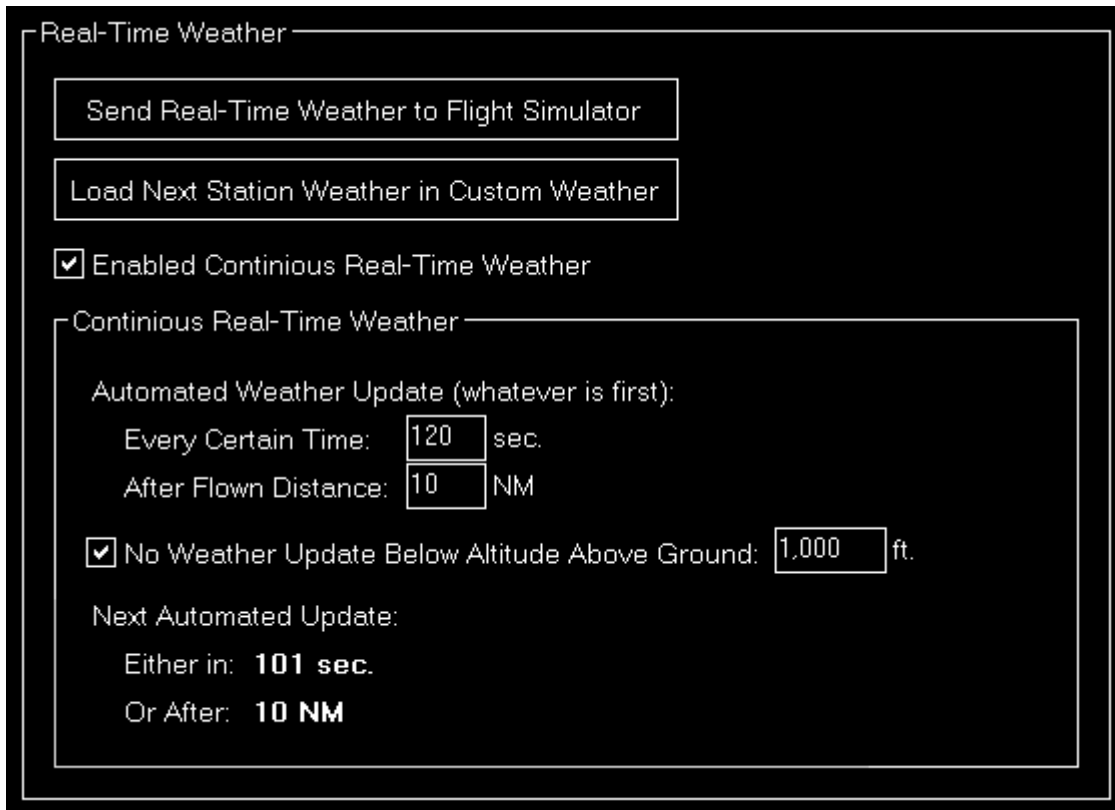 Real-Time Weather
Send Real-Time Weather to Flight Simulator
Load Next Station Weather in Custom Weather
Enabled Continious Real-Time Weather
Continious Real-Time Weather
Automated Weather Update (whatever is first):
Every Certain Time: 120 sec.
After Flown Distance: 10 NM
No Weather Update Below Altitude Above Ground: 1,000 ft.
Next Automated Update:
Either in: 101 sec.
Or After: 10 NM